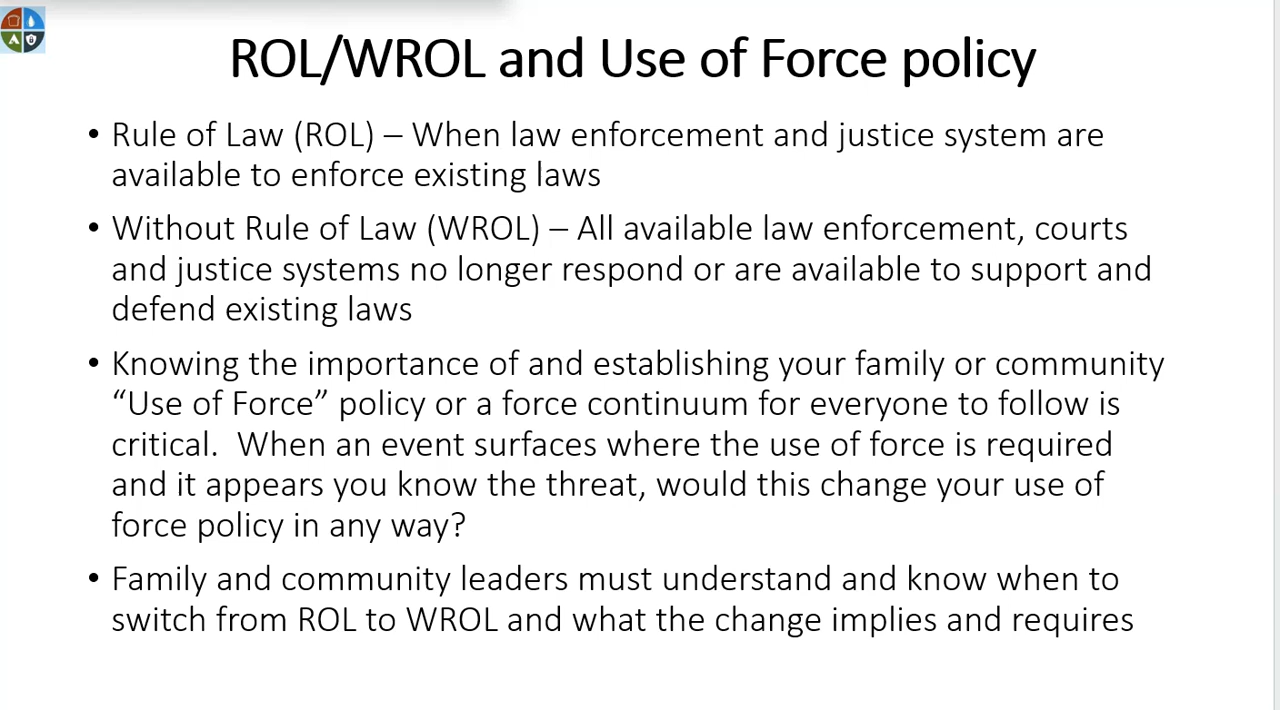 ROL/WROL and Use of Force policy
• Rule of Law (ROL) – When law enforcement and justice system are
available to enforce existing laws
• Without Rule of Law (WROL) – All available law enforcement, courts
and justice systems no longer respond or are available to support and
defend existing laws
• Knowing the importance of and establishing your family or community
“Use of Force” policy or a force continuum for everyone to follow is
critical.  When an event surfaces where the use of force is required
and it appears you know the threat, would this change your use of
force policy in any way?
• Family and community leaders must understand and know when to
switch from ROL to WROL and what the change implies and requires